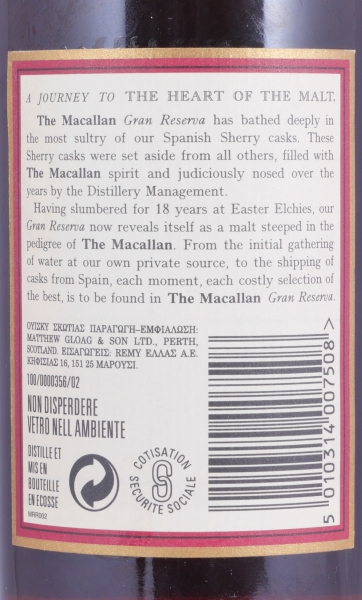 A JOURNEY TO THE HEART OF THE MALT.
The Macallan Gran Reserva has bathed deeply in
the most sultry of our Spanish Sherry casks. These
Sherry casks were set aside from all others, filled with
The Macallan spirit and judiciously nosed over the
years by the Distillery Management.
Having slumbered for 18 years at Easter Elchies, our
Gran Reserva now reveals itself as a malt steeped in the
pedigree of The Macallan. From the initial gathering
of water at our own private source, to the shipping of
casks from Spain, each moment, each costly selection of
the best, is to be found in The Macallan Gran Reserva.
ΟΥΙΣΚΥ ΣΚΩΤΙΑΣ ΠΑΡΑΓΩΓΗ-ΕΜΦΙΑΛΩΣΗ:
MATTHEW GLOAG & SON LTD., PERTH,
SCOTLAND. ΕΙΣΑΓΩΓΕΙΣ: REMY ΕΛΛΑΣ Α.Ε.
ΚΗΦΙΣΙΑΣ 16, 151 25 ΜΑΡΟΥΣΙ.
100/0000356/02
NON DISPERDERE
VETRO NELL AMBIENTE
DISTILLE ET
MIS EN
BOUTEILLE
EN ECOSSE
MRR002
COTISATION
SECURITE SOCIALE
5 010314 007508 >